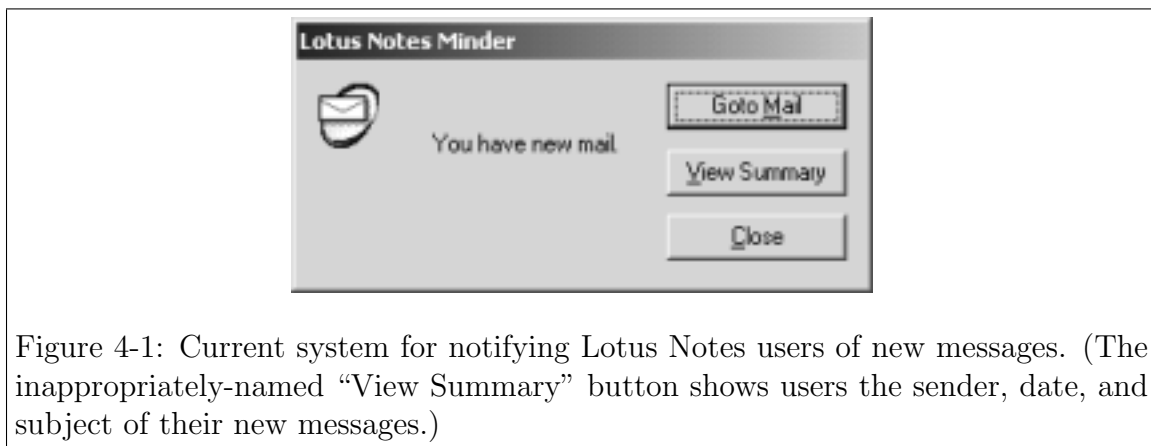 Lotus Notes Minder
Goto Mail
You have new mail.
View Summary
Close
Figure 4-1: Current system for notifying Lotus Notes users of new messages. (The
inappropriately-named “View Summary” button shows users the sender, date, and
subject of their new messages.)